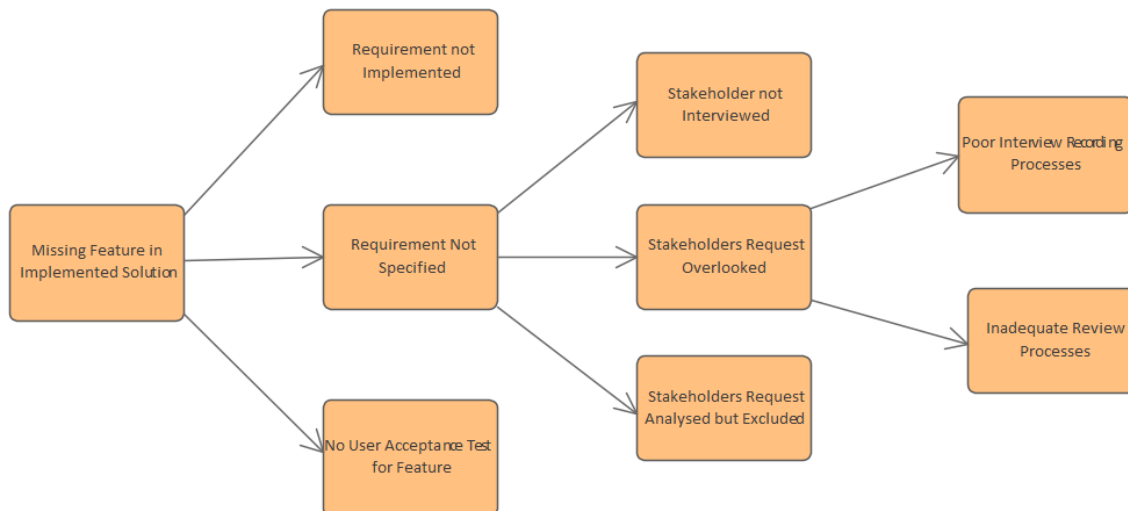 Requirement not
Implemented
Stakeholder not
Interviewed
Poor Interview Recording
Processes
Missing Feature in
Implemented Solution
Requirement Not
Specified
Stakeholders Request
Overlooked
Inadequate Review
Processes
Stakeholders Request
Analysed but Excluded
No User Acceptance Test
for Feature